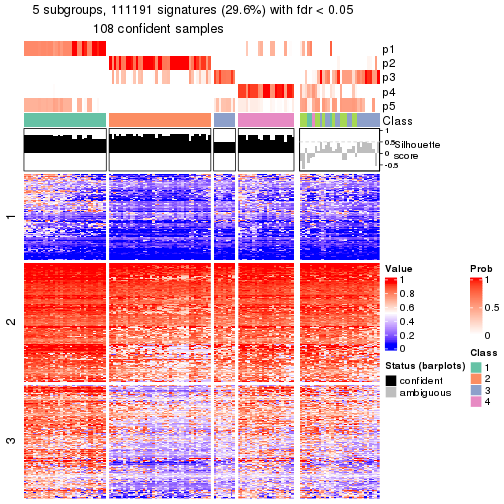 5 subgroups, 111191 signatures (29.6%) with fdr < 0.05
108 confident samples
p1
p2
p3
p4
p5
Class
1
0.5
0
-0.5
Silhouette
score
1
2
3
Value
1
0.8
0.6
0.4
0.2
0
Prob
1
0.5
0
Status (barplots)
confident
ambiguous
Class
1
2
3
4